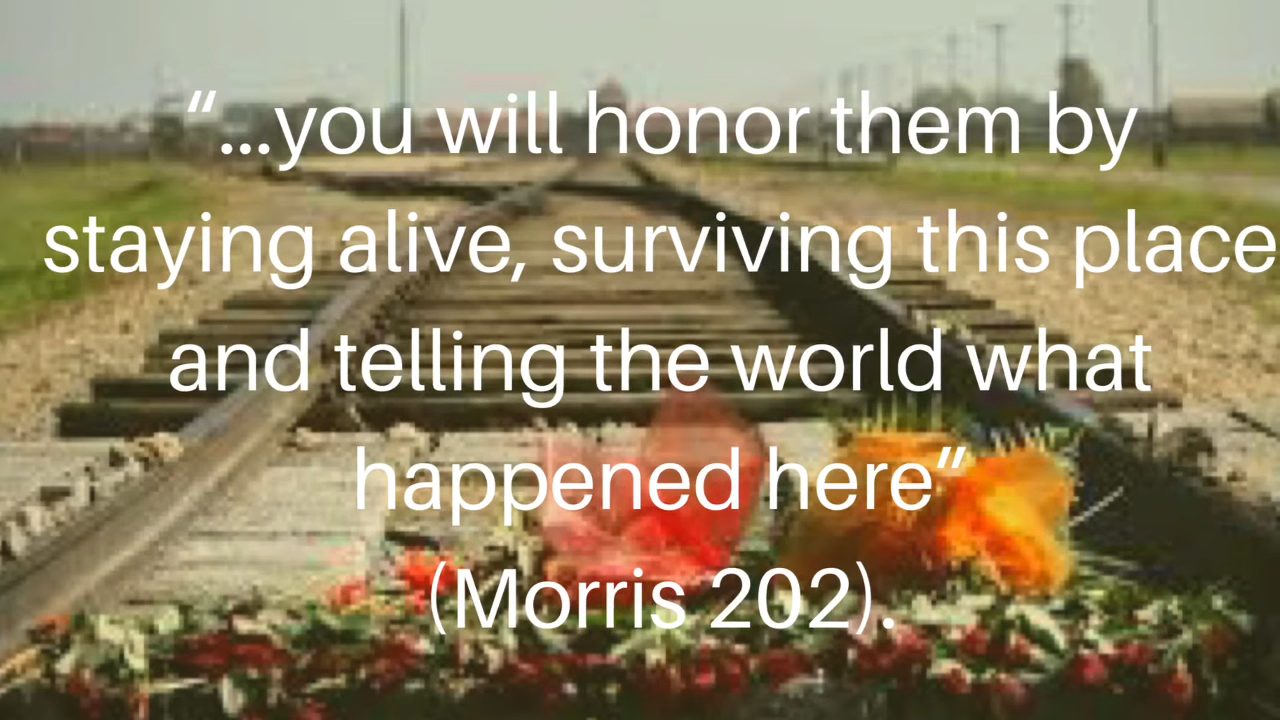 “...you will honor them by
staying alive, surviving this place
and telling the world what
happened here”
(Morris 202).